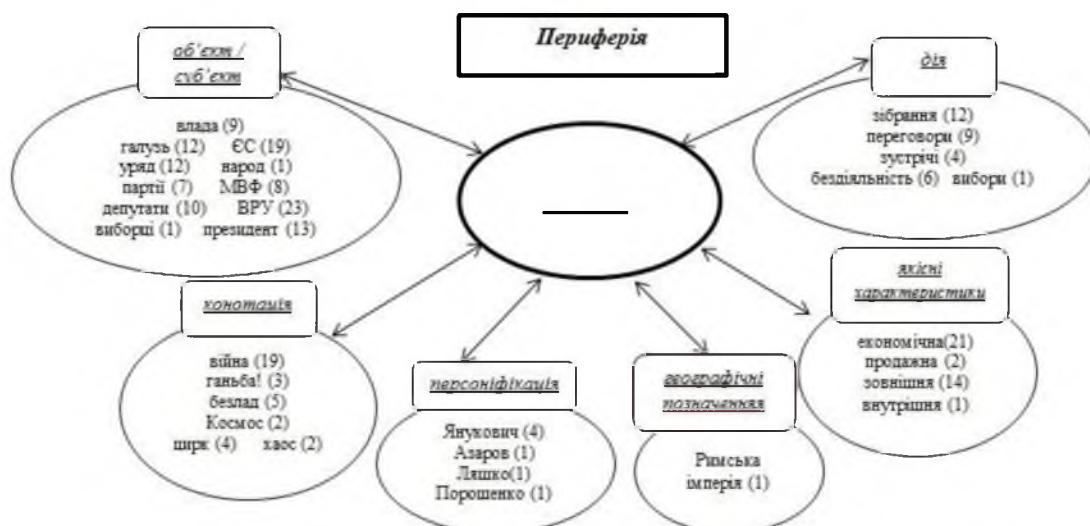 Периферія
об’єкт /
суб’єкт
влада (9)
галузь (12) ЄС (19)
уряд (12) народ (1)
партії (7) МВФ (8)
депутати (10) ВРУ (23)
виборці (1) президент (13)
дія
зібрання (12)
переговори (9)
зустрічі (4)
бездіяльність (6) вибори (1)
конотація
війна (19)
ганьба! (3)
безлад (5)
Космос (2)
цирк (4) хаос (2)
персоніфікація
Янукович (4)
Азаров (1)
Ляшко(1)
Порошенко (1)
географічні
позначення
Римська
імперія (1)
якісні
характеристики
економічна(21)
продажна (2)
зовнішня (14)
внутрішня (1)